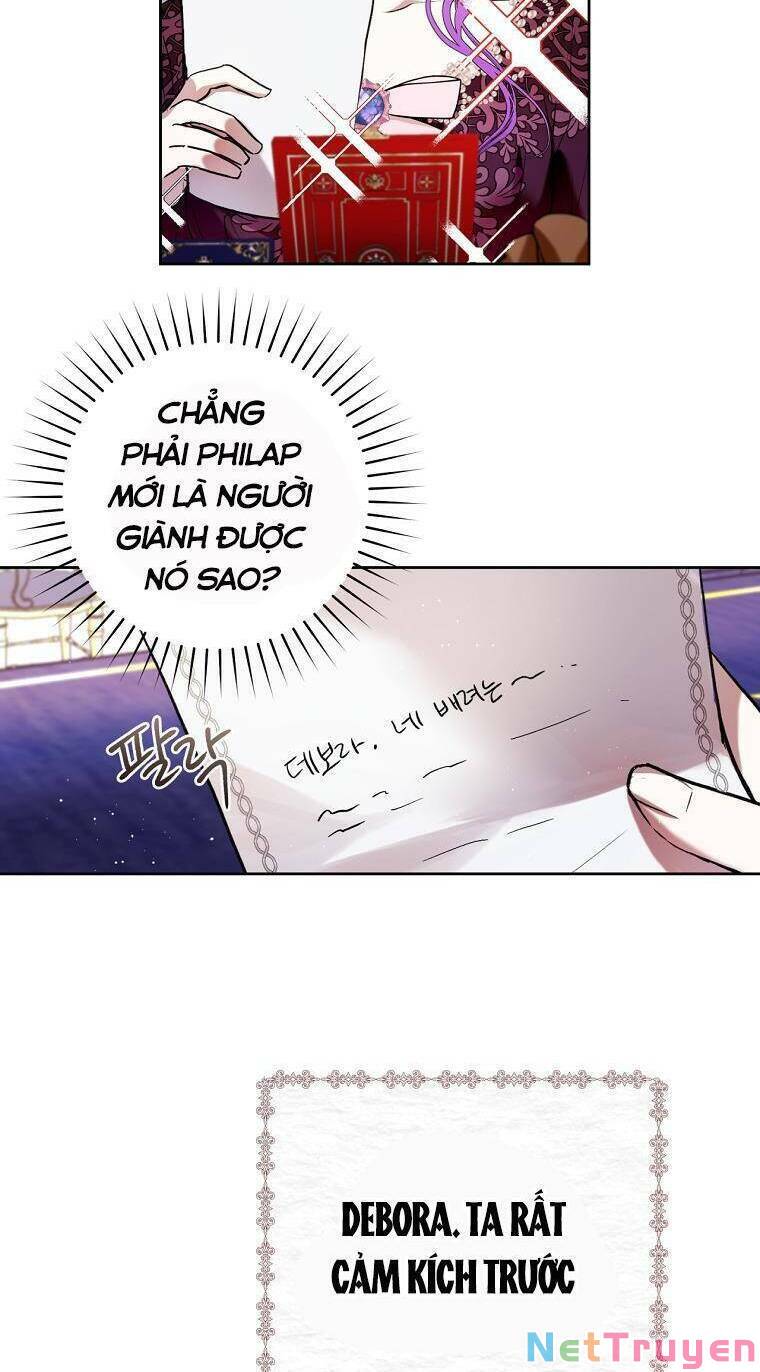 CHẲNG
PHẢI PHILAP
MỚI LÀ NGƯỜI
GIÀNH ĐƯỢC
NÓ SAO?
팔락
데보라. 네 배려는~
DEBORA. TA RẤT
CẢM KÍCH TRƯỚC
NetTruyen